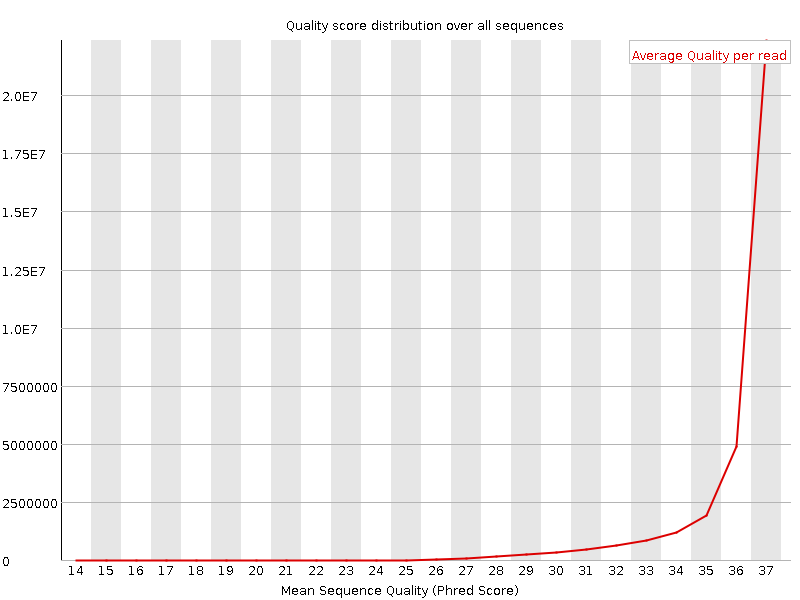 Quality score distribution over all sequences
Average Quality per read
2.0E7
1.75E7
1.5E7
1.25E7
1.0E7
7500000
5000000
2500000
0
14 15 16 17 18 19 20 21 22 23 24 25 26 27 28 29 30 31 32 33 34 35 36 37
Mean Sequence Quality (Phred Score)